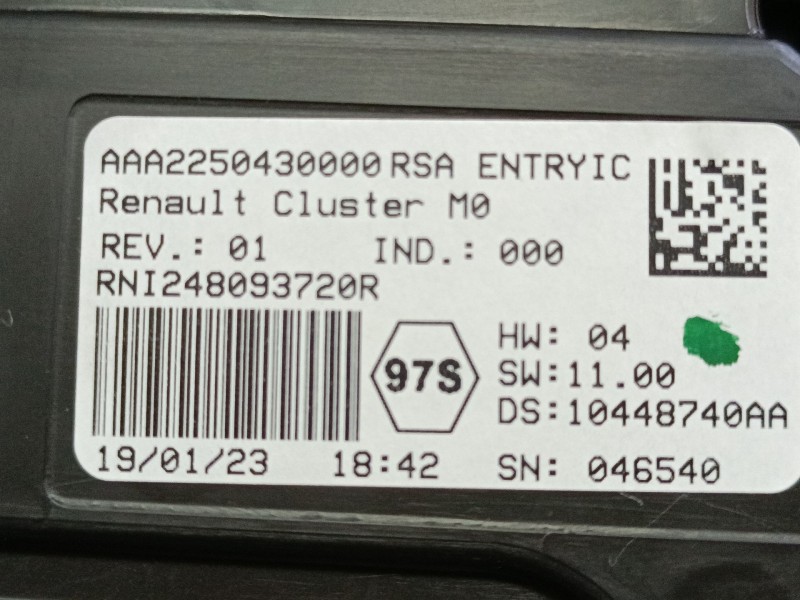 AAA2250430000 RSA ENTRYIC
Renault Cluster M0
REV.: 01 IND.: 000
RNI248093720R
HW: 04
97S
SW:11.00
DS:10448740AA
19/01/23 18:42 SN: 046540